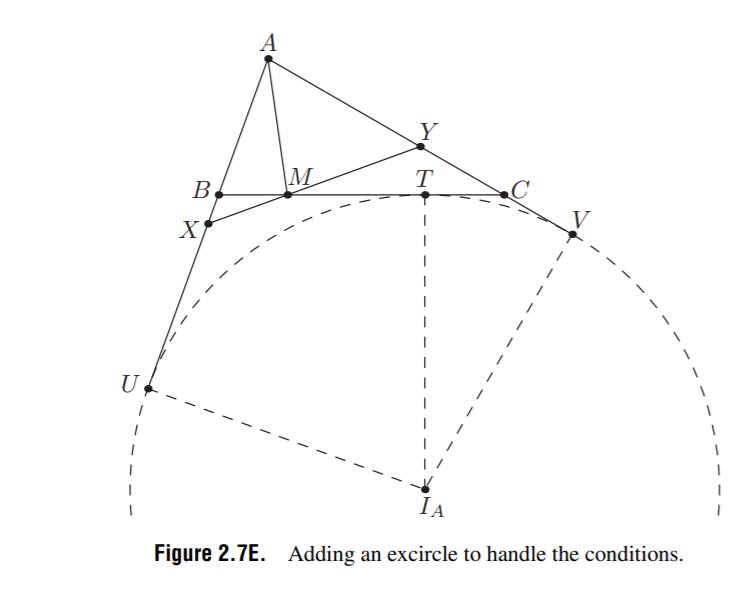 A
Y
B
M
T
C
X
V
U
I_A
Figure 2.7E. Adding an excircle to handle the conditions.